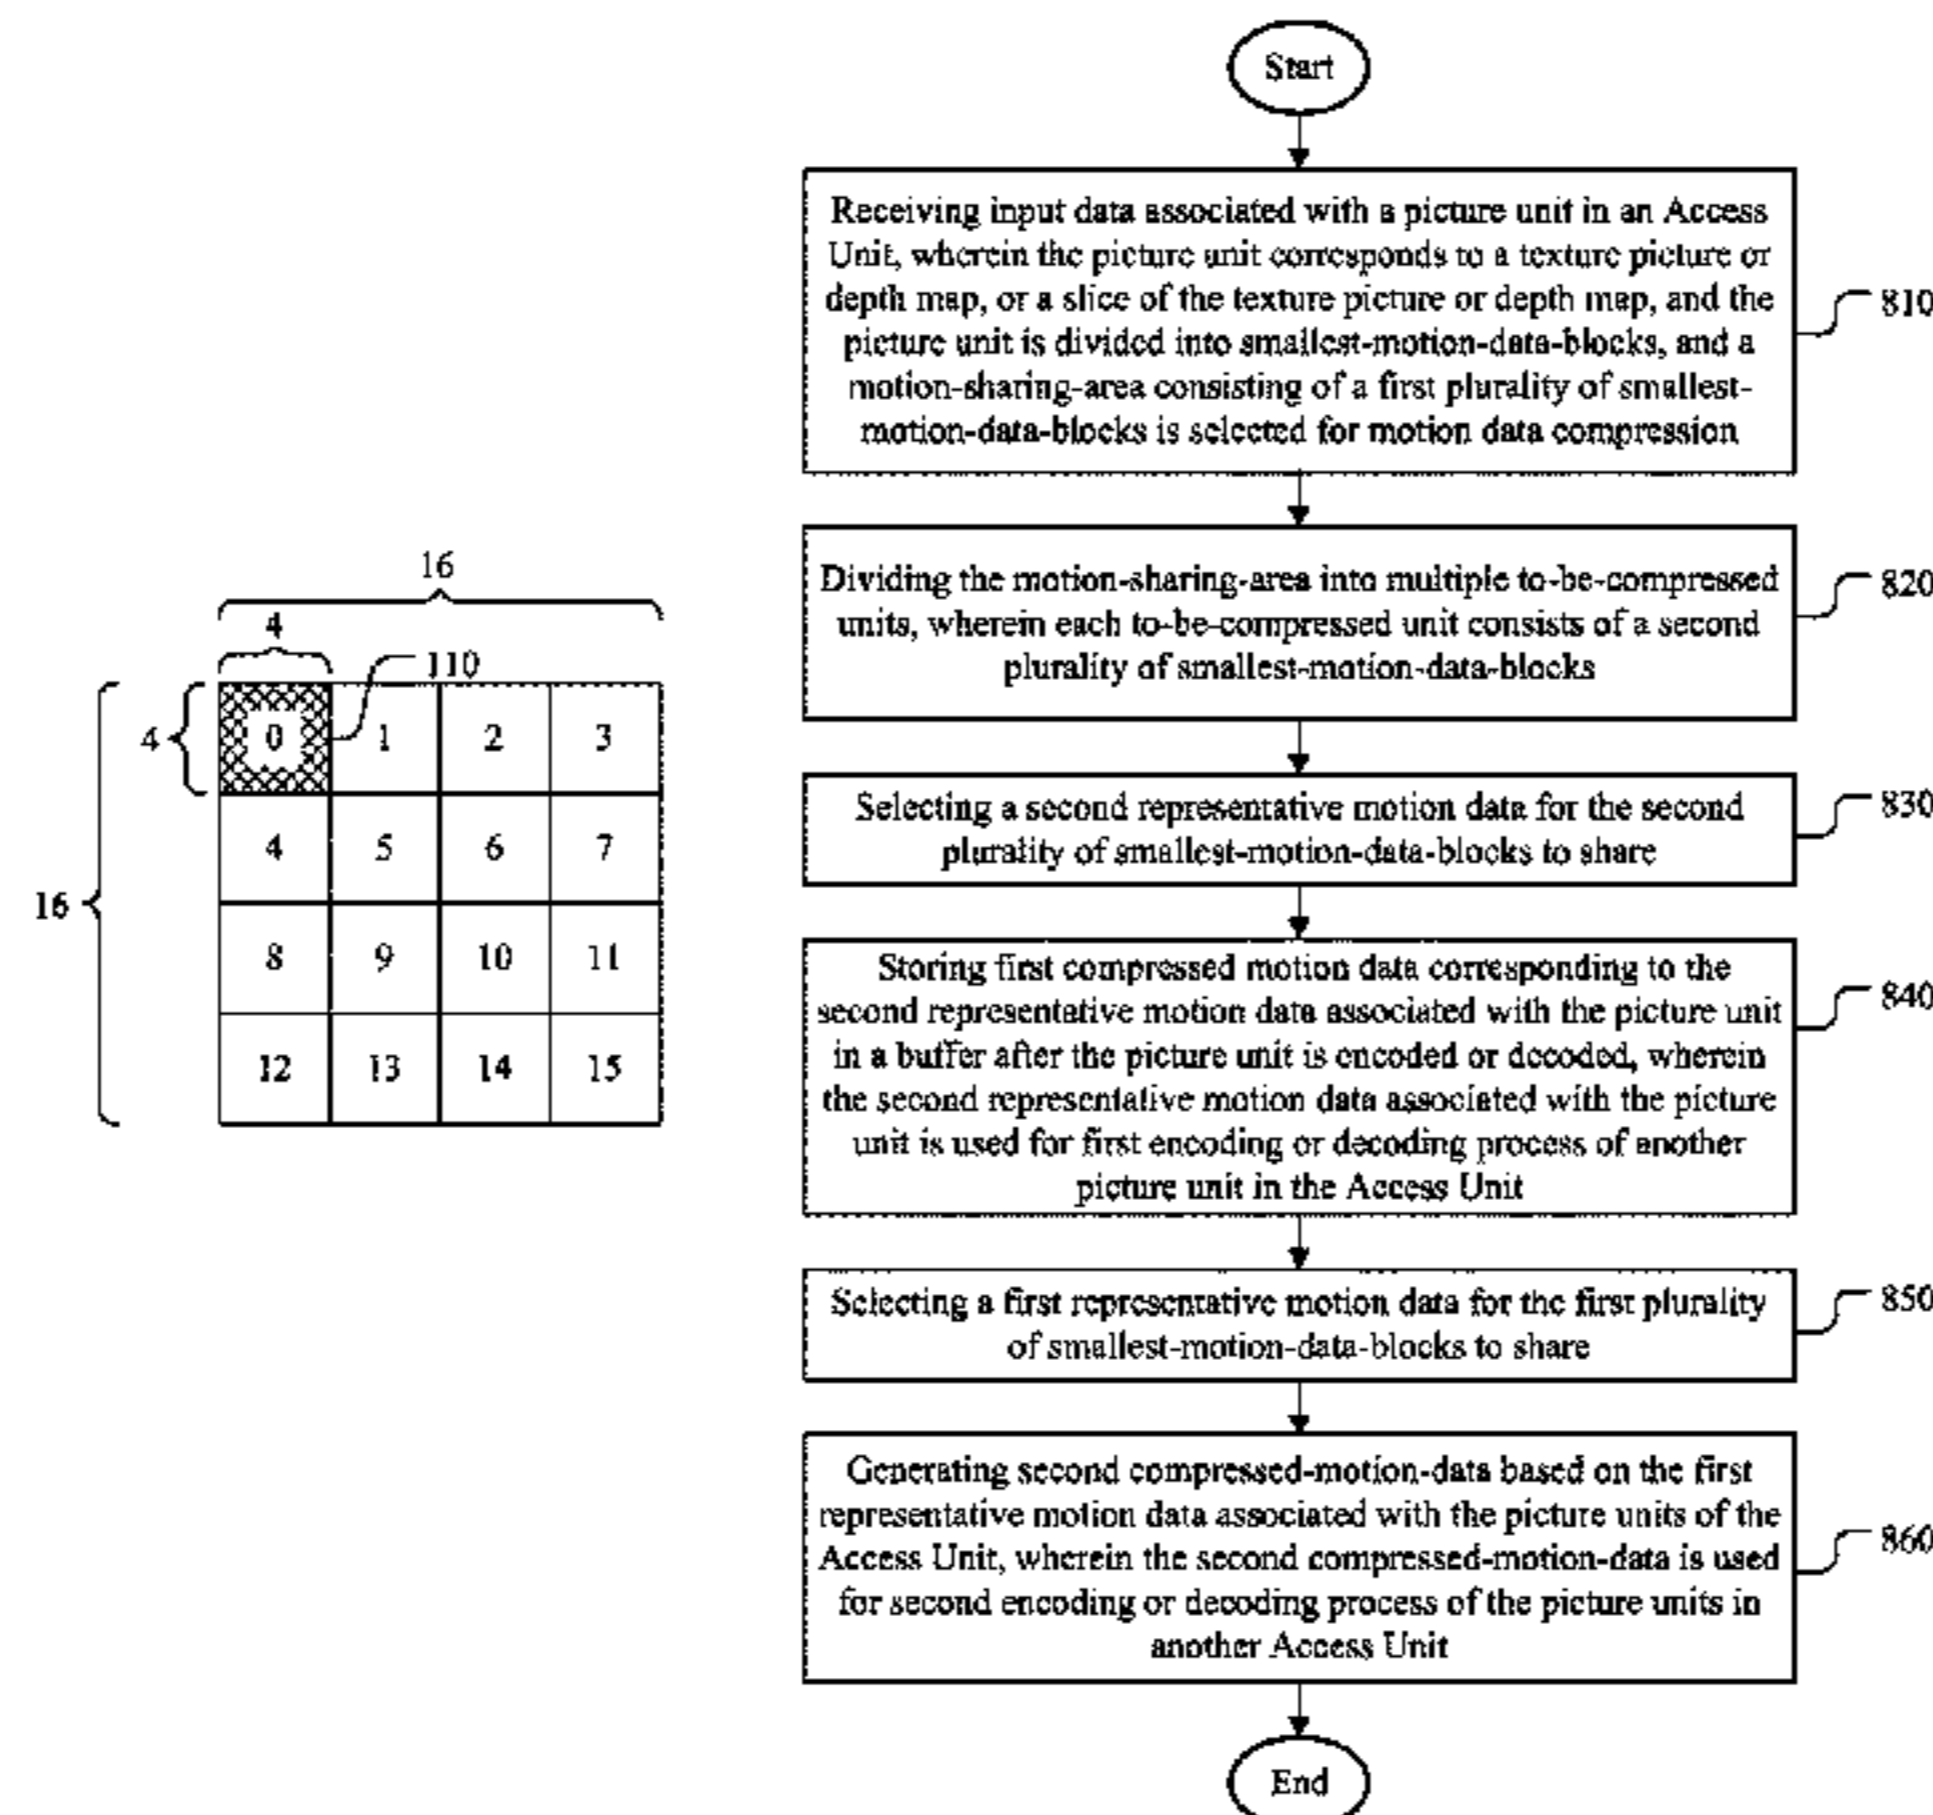 16
4
110
4
0 1 2 3
4 5 6 7
16
8 9 10 11
12 13 14 15
Start
Receiving input data associated with a picture unit in an Access
Unit, wherein the picture unit corresponds to a texture picture or
depth map, or a slice of the texture picture or depth map, and the
picture unit is divided into smallest-motion-data-blocks, and a
motion-sharing-area consisting of a first plurality of smallest-
motion-data-blocks is selected for motion data compression
810
Dividing the motion-sharing-area into multiple to-be-compressed
units, wherein each to-be-compressed unit consists of a second
plurality of smallest-motion-data-blocks
820
Selecting a second representative motion data for the second
plurality of smallest-motion-data-blocks to share
830
Storing first compressed motion data corresponding to the
second representative motion data associated with the picture unit
in a buffer after the picture unit is encoded or decoded, wherein
the second representative motion data associated with the picture
unit is used for first encoding or decoding process of another
picture unit in the Access Unit
840
Selecting a first representative motion data for the first plurality
of smallest-motion-data-blocks to share
850
Generating second compressed-motion-data based on the first
representative motion data associated with the picture units of the
Access Unit, wherein the second compressed-motion-data is used
for second encoding or decoding process of the picture units in
another Access Unit
860
End